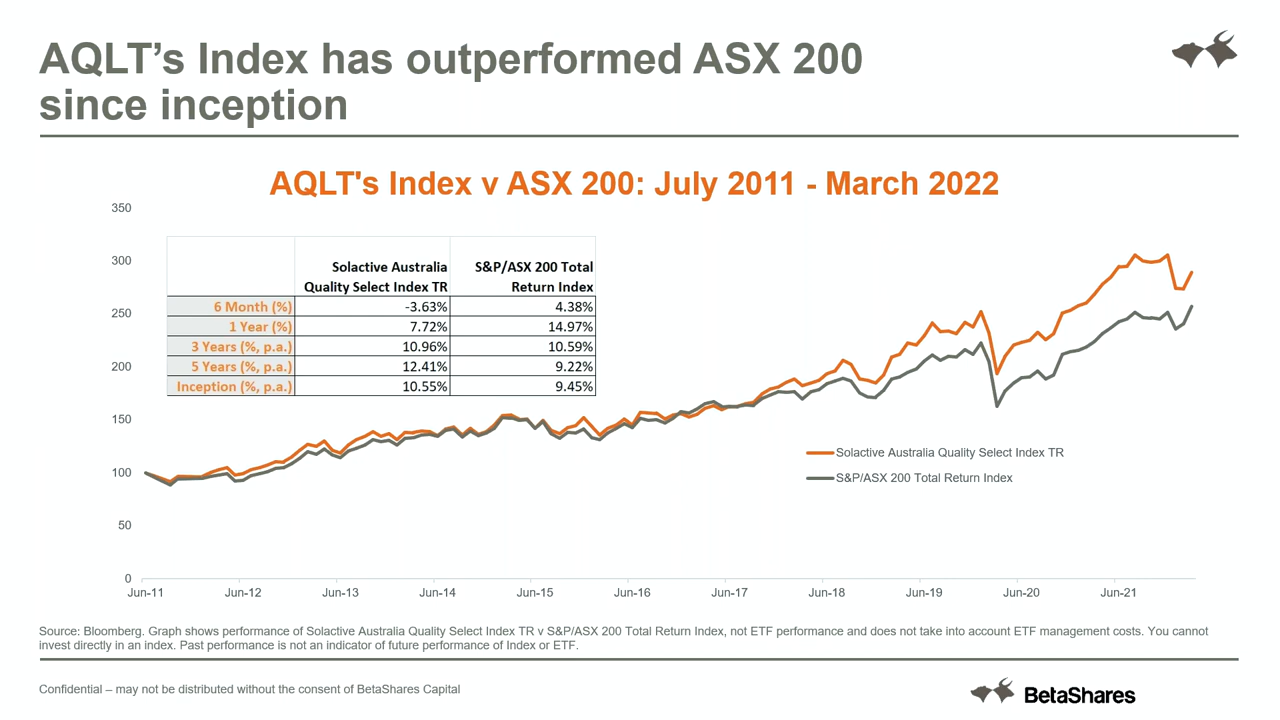 AQLT’s Index has outperformed ASX 200
since inception
AQLT's Index v ASX 200: July 2011 - March 2022
350
300
250
200
150
100
50
0
Solactive Australia
Quality Select Index TR
S&P/ASX 200 Total
Return Index
6 Month (%) -3.63% 4.38%
1 Year (%) 7.72% 14.97%
3 Years (%, p.a.) 10.96% 10.59%
5 Years (%, p.a.) 12.41% 9.22%
Inception (%, p.a.) 10.55% 9.45%
Solactive Australia Quality Select Index TR
S&P/ASX 200 Total Return Index
Jun-11 Jun-12 Jun-13 Jun-14 Jun-15 Jun-16 Jun-17 Jun-18 Jun-19 Jun-20 Jun-21
Source: Bloomberg. Graph shows performance of Solactive Australia Quality Select Index TR v S&P/ASX 200 Total Return Index, not ETF performance and does not take into account ETF management costs. You cannot
invest directly in an index. Past performance is not an indicator of future performance of Index or ETF.
Confidential – may not be distributed without the consent of BetaShares Capital
BetaShares